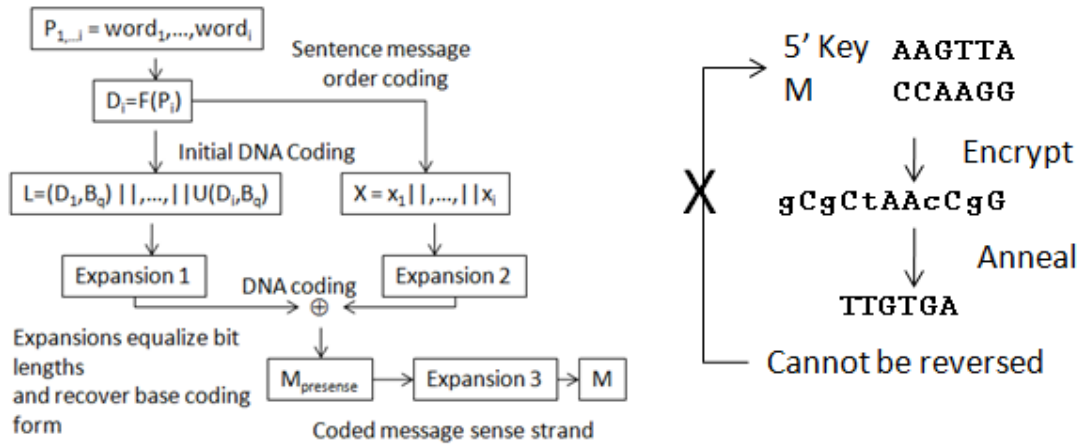 P1,...i = word1,...,wordi
Sentence message
order coding
Di=F(Pi)
Initial DNA Coding
L=(D1,Bq) ||,...,||U(Di,Bq)
X = x1||,...,||xi
Expansion 1
Expansion 2
DNA coding
⊕
Expansions equalize bit
lengths
and recover base coding
form
Mpresense
Expansion 3
M
Coded message sense strand
5’ Key AAGTTA
M CCAAGG
Encrypt
X
gCgCtAAcCgG
Anneal
TTGTGA
Cannot be reversed